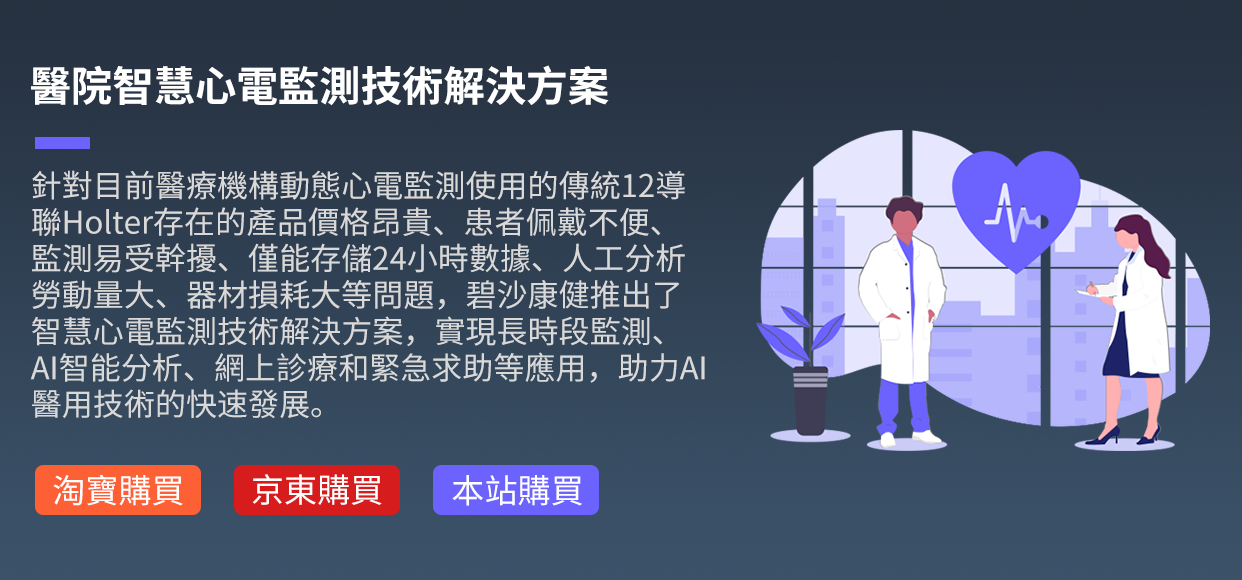 醫院智慧心電監測技術解決方案
針對目前醫療機構動態心電監測使用的傳統12導
聯Holter存在的產品價格昂貴、患者佩戴不便、
監測易受幹擾、僅能存儲24小時數據、人工分析
勞動量大、器材損耗大等問題，碧沙康健推出了
智慧心電監測技術解決方案，實現長時段監測、
AI智能分析、網上診療和緊急求助等應用，助力AI
醫用技術的快速發展。
淘寶購買
京東購買
本站購買